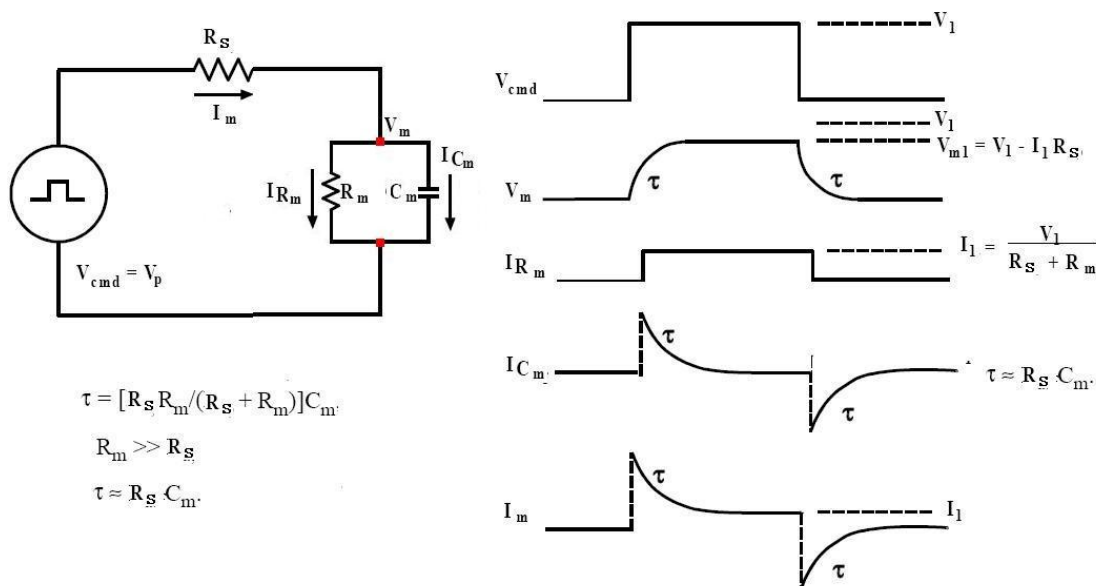 R_S
I_m
V_m
I_Rm
R_m
C_m
I_Cm
V_cmd = V_p
τ = [R_S R_m/(R_S + R_m)]C_m.
R_m >> R_S
τ ≈ R_S C_m.
V_cmd
V_1
V_1
V_m1 = V_1 - I_1 R_S
V_m
τ
τ
I_Rm
I_1 = V_1 / R_S + R_m
I_Cm
τ
τ
τ ≈ R_S C_m.
I_m
τ
τ
I_1